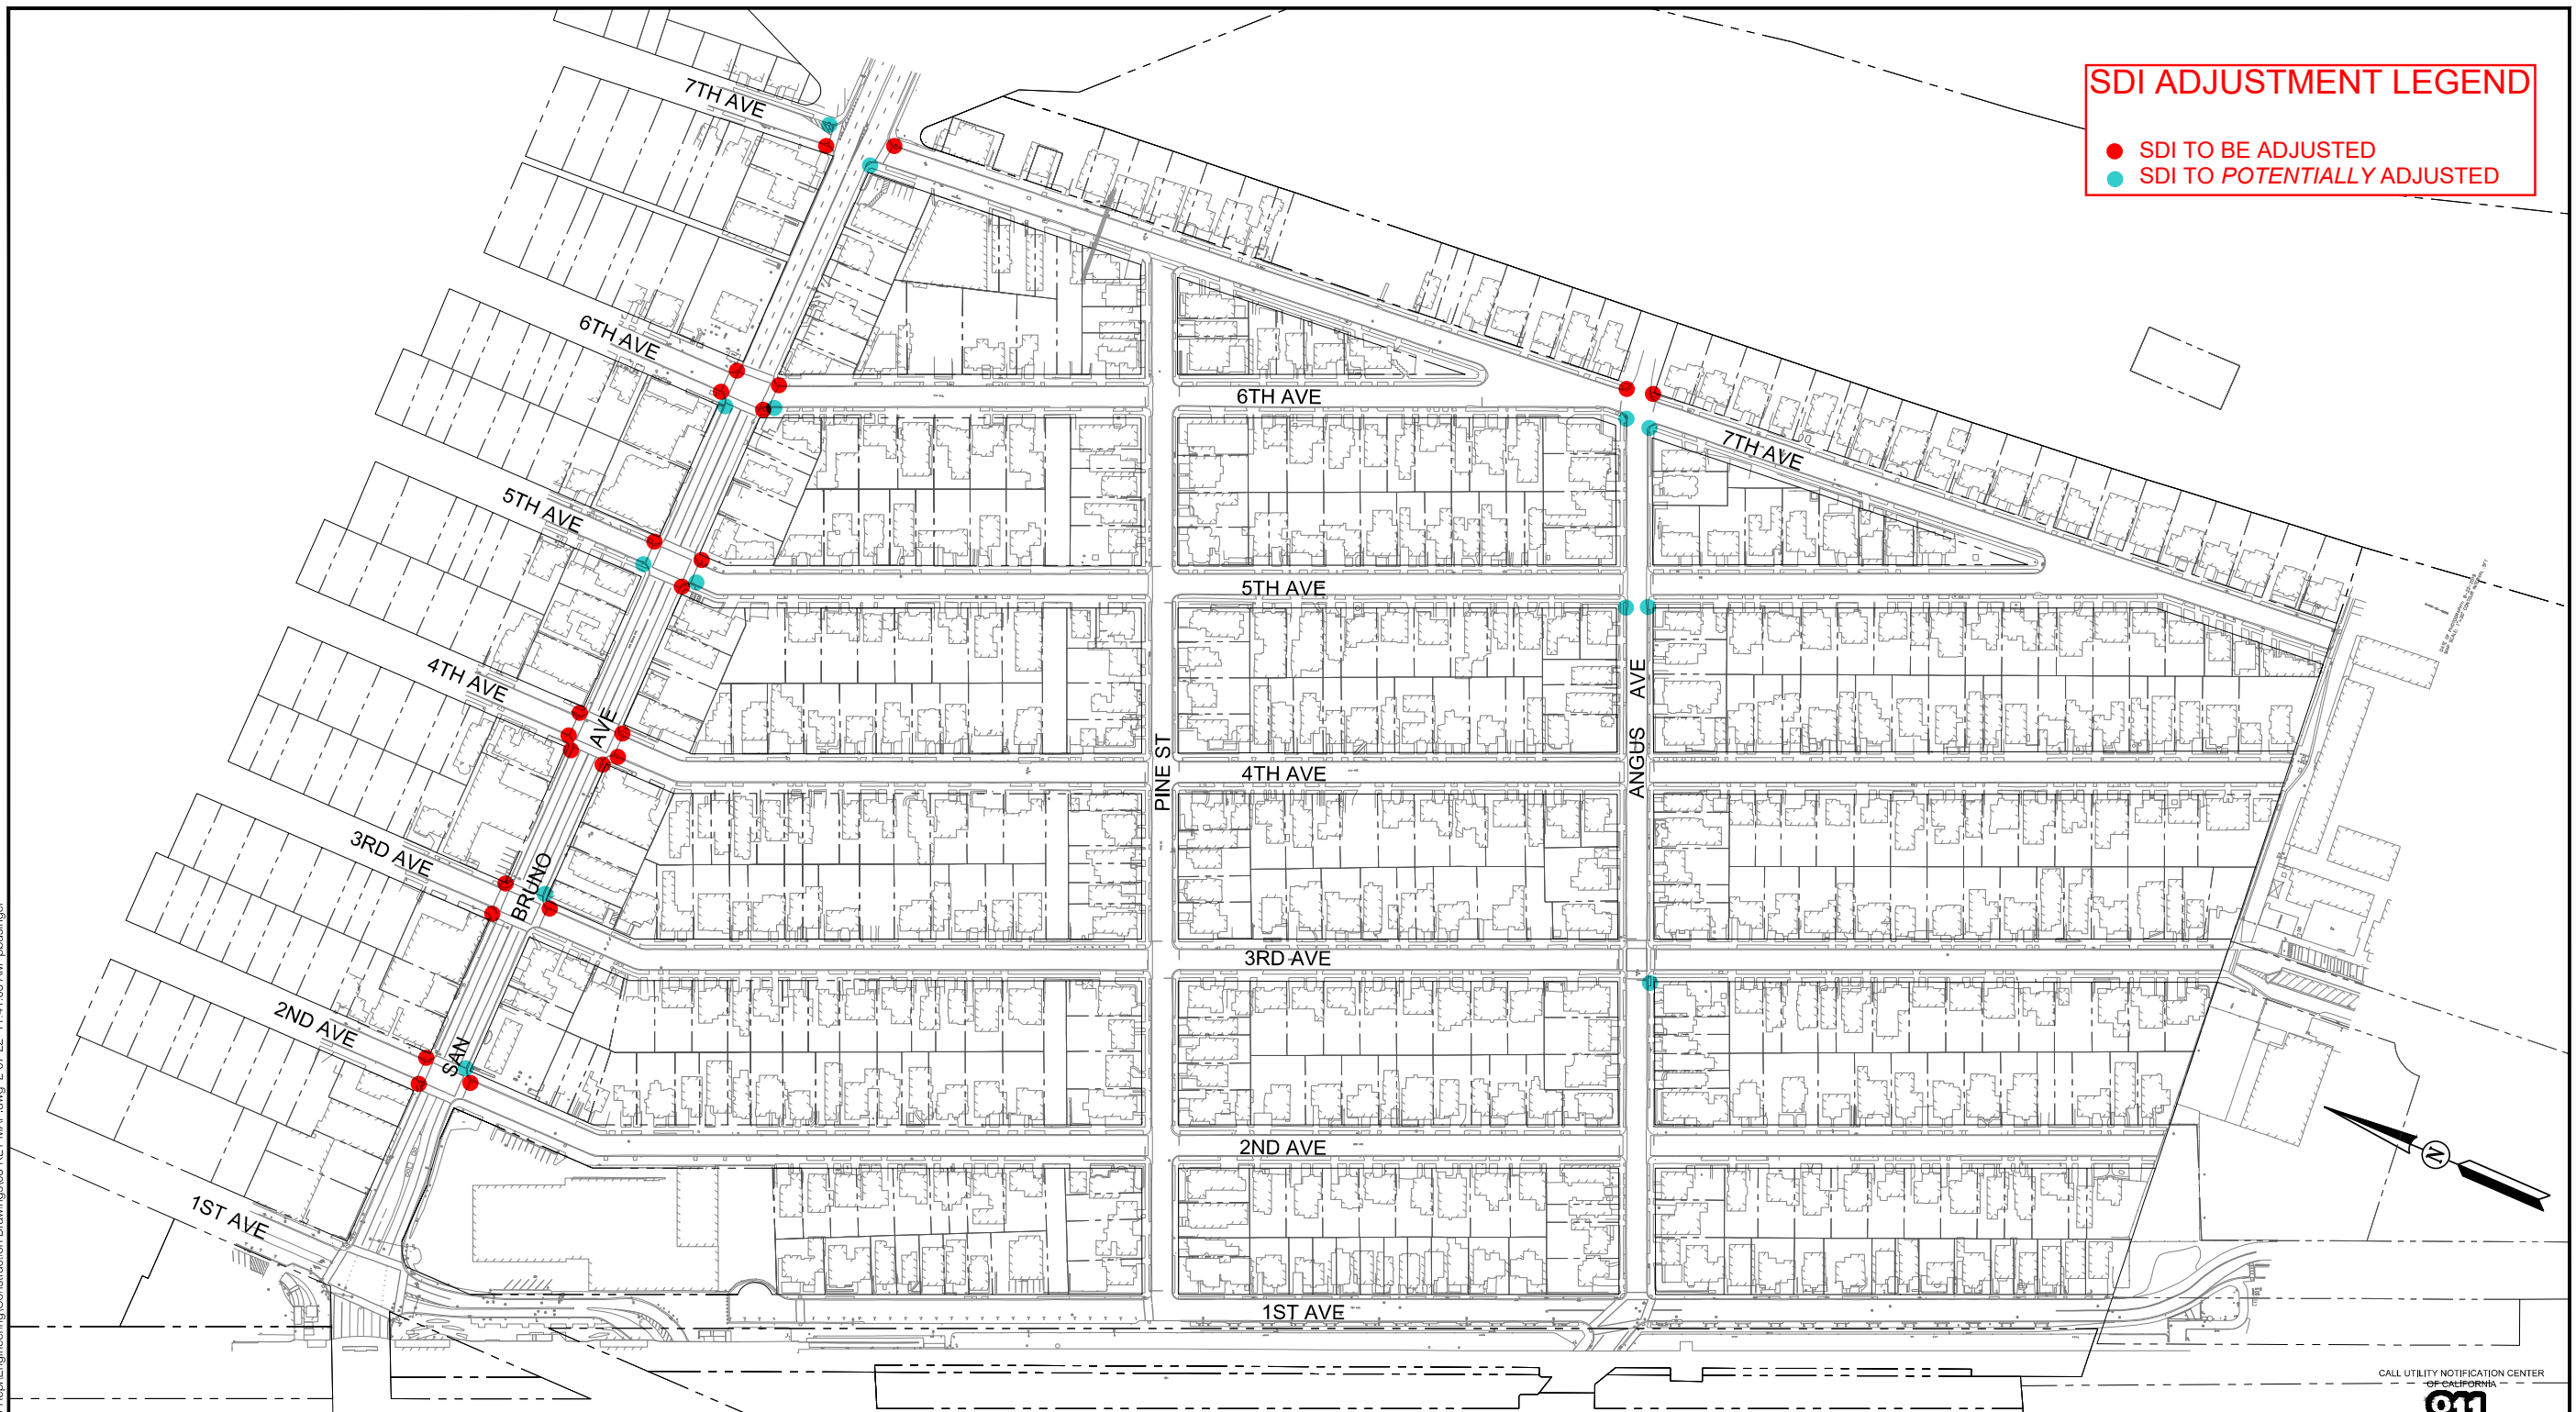 SDI ADJUSTMENT LEGEND
SDI TO BE ADJUSTED
SDI TO POTENTIALLY ADJUSTED
7TH AVE
6TH AVE
6TH AVE
7TH AVE
5TH AVE
5TH AVE
4TH AVE
SAN BRUNO AVE
PINE ST
ANGUS AVE
4TH AVE
3RD AVE
3RD AVE
2ND AVE
2ND AVE
1ST AVE
1ST AVE
N
CALL UTILITY NOTIFICATION CENTER
OF CALIFORNIA
811